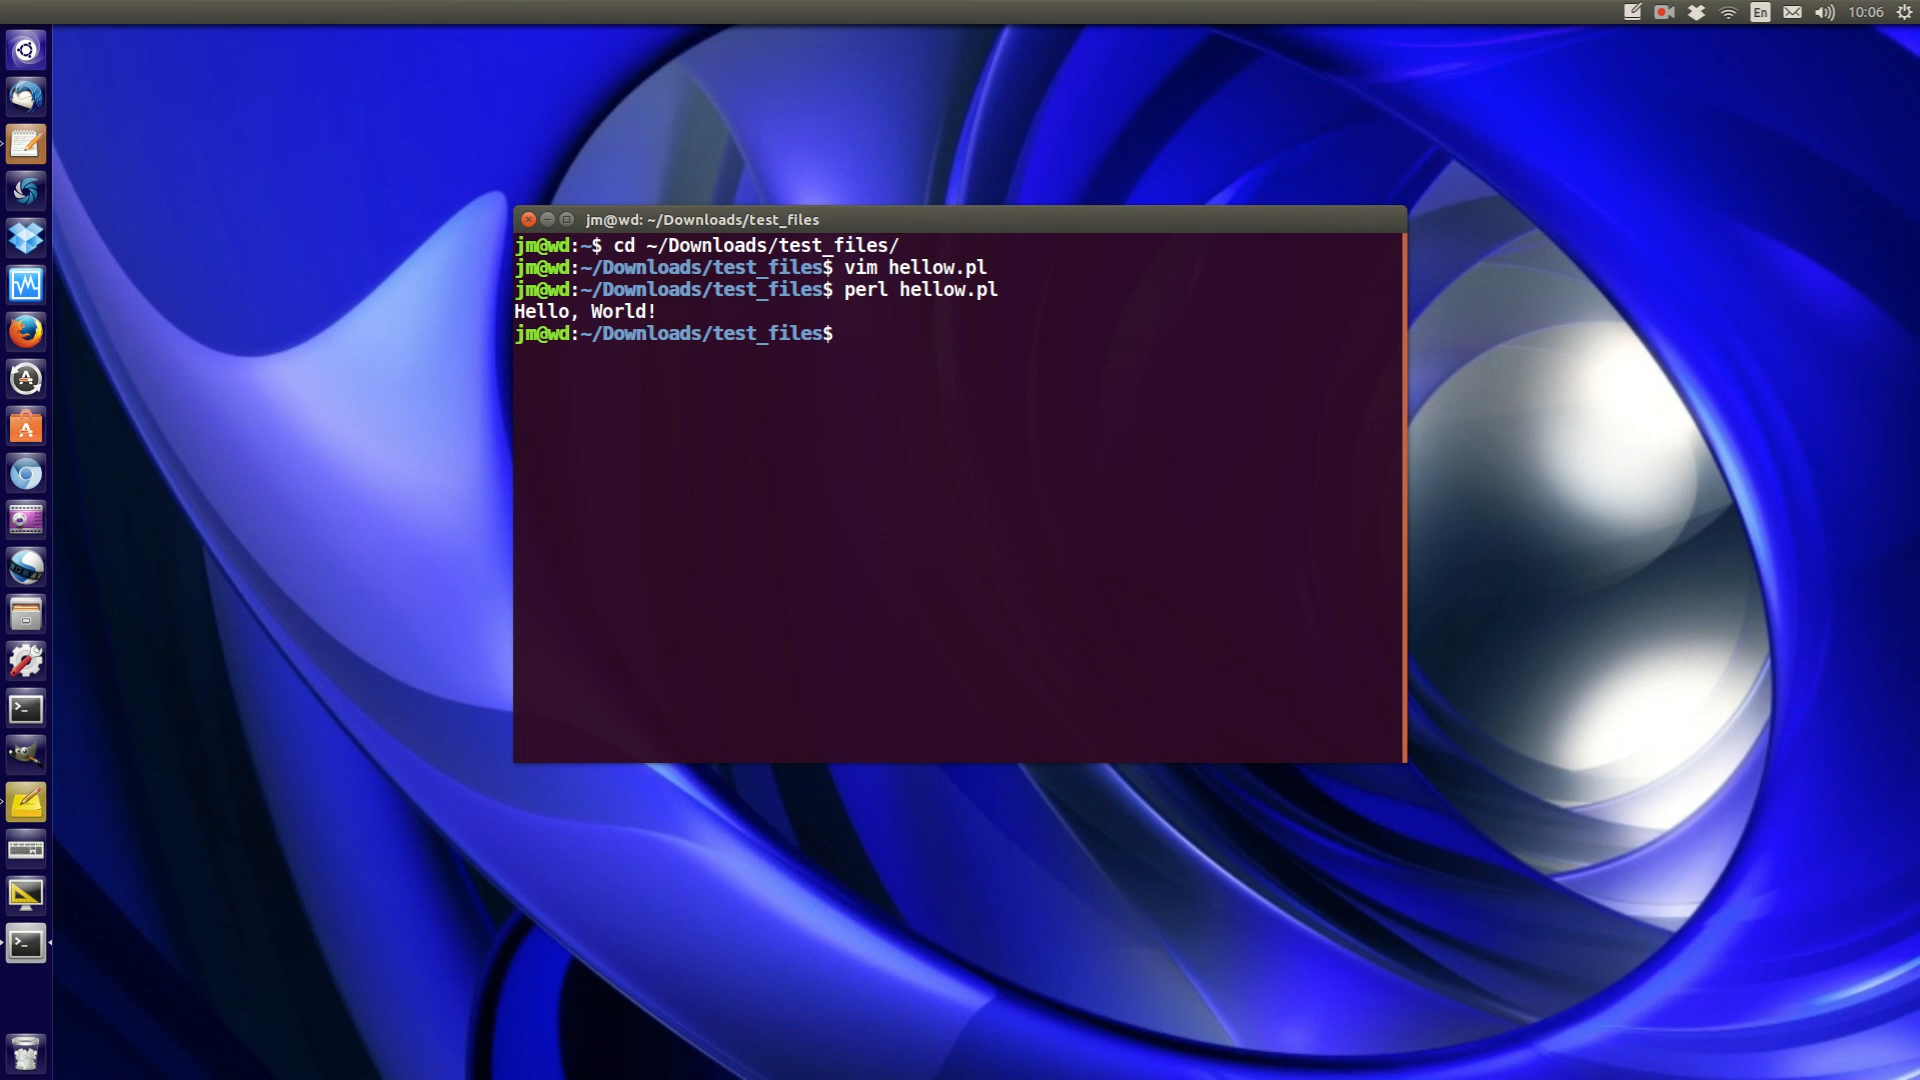 En 10:06
jm@wd: ~/Downloads/test_files
jm@wd:~$ cd ~/Downloads/test_files/
jm@wd:~/Downloads/test_files$ vim hellow.pl
jm@wd:~/Downloads/test_files$ perl hellow.pl
Hello, World!
jm@wd:~/Downloads/test_files$